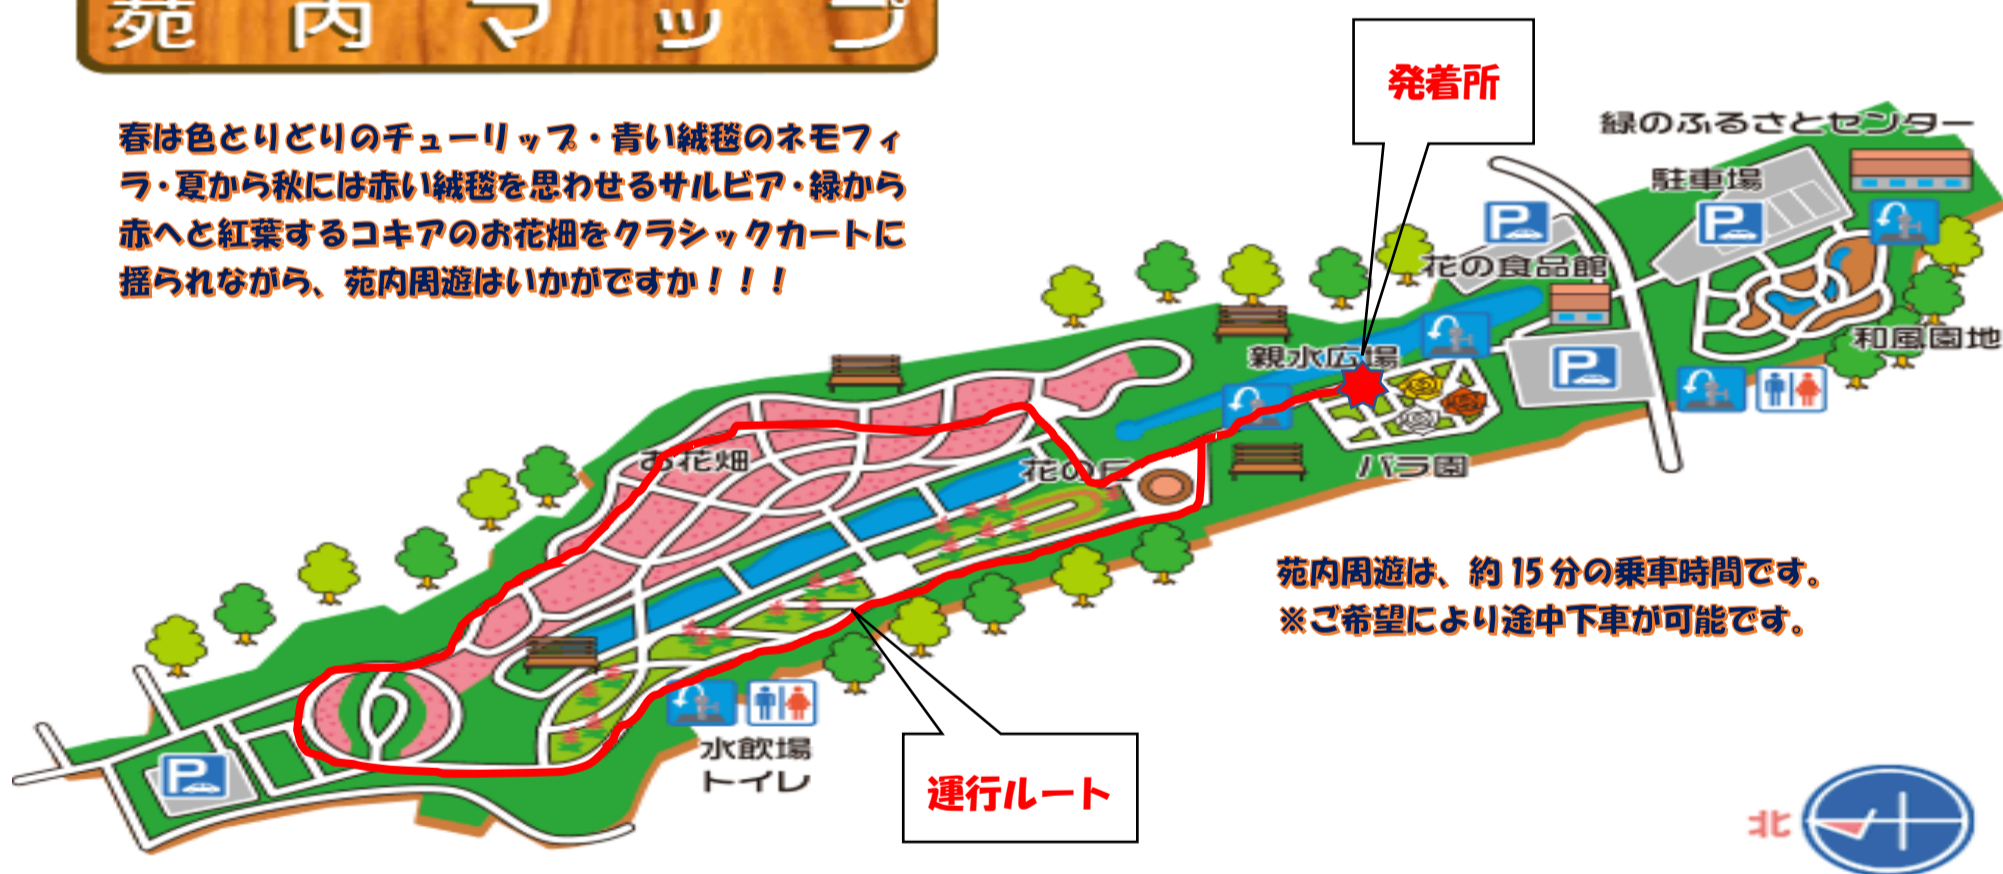 苑内マップ
春は色とりどりのチューリップ・青い絨毯のネモフィ
ラ・夏から秋には赤い絨毯を思わせるサルビア・緑から
赤へと紅葉するコキアのお花畑をクラシックカートに
揺られながら、苑内周遊はいかがですか！！！
発着所
緑のふるさとセンター
駐車場
P
P
花の食品館
和風園地
親水広場
P
お花畑
花の丘
バラ園
苑内周遊は、約15分の乗車時間です。
※ご希望により途中下車が可能です。
水飲場
トイレ
P
運行ルート
北